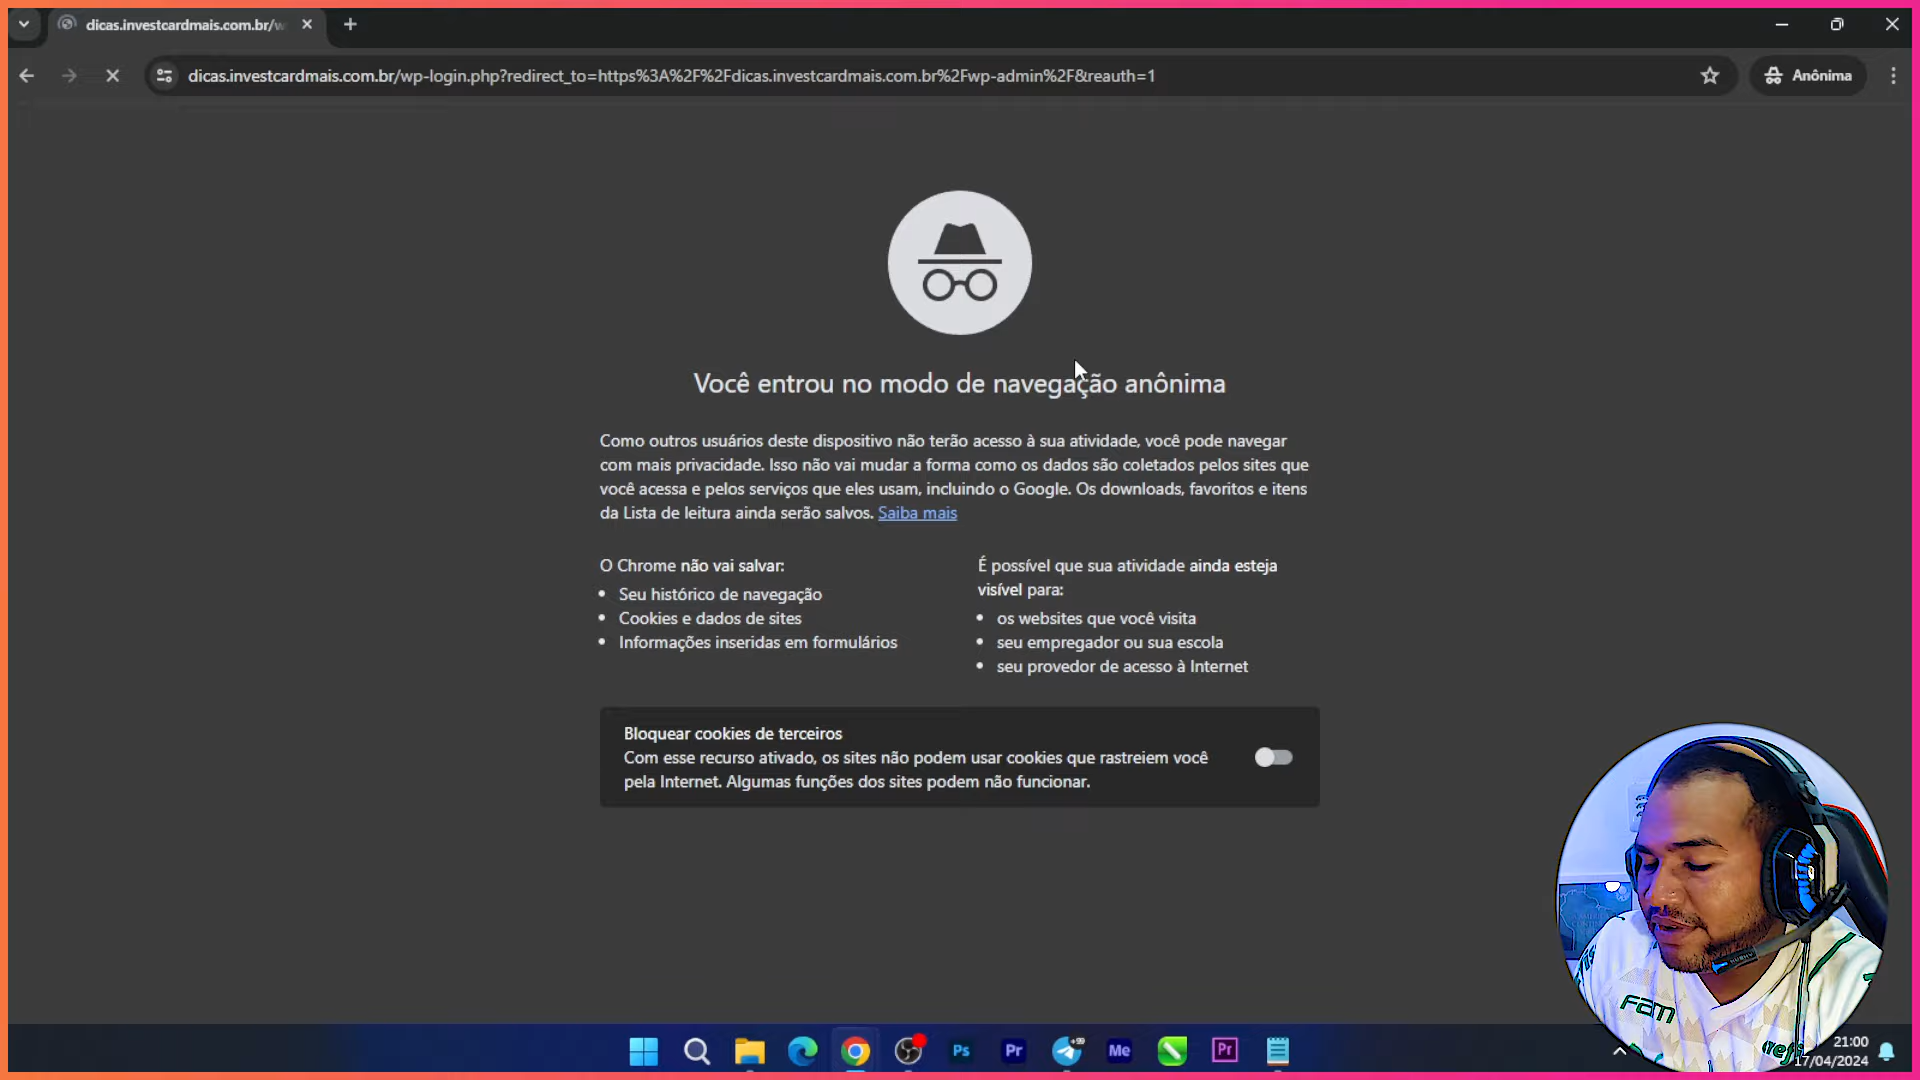 dicas.investcardmais.com.br/w
dicas.investcardmais.com.br/wp-login.php?redirect_to=https%3A%2F%2Fdicas.investcardmais.com.br%2Fwp-admin%2F&reauth=1
Anônima
Você entrou no modo de navegação anônima
Como outros usuários deste dispositivo não terão acesso à sua atividade, você pode navegar
com mais privacidade. Isso não vai mudar a forma como os dados são coletados pelos sites que
você acessa e pelos serviços que eles usam, incluindo o Google. Os downloads, favoritos e itens
da Lista de leitura ainda serão salvos. Saiba mais
O Chrome não vai salvar:
• Seu histórico de navegação
• Cookies e dados de sites
• Informações inseridas em formulários
É possível que sua atividade ainda esteja
visível para:
• os websites que você visita
• seu empregador ou sua escola
• seu provedor de acesso à Internet
Bloquear cookies de terceiros
Com esse recurso ativado, os sites não podem usar cookies que rastreiem você
pela Internet. Algumas funções dos sites podem não funcionar.
FAM
Ps
Pr
+99
Me
Pr
21:00
17/04/2024